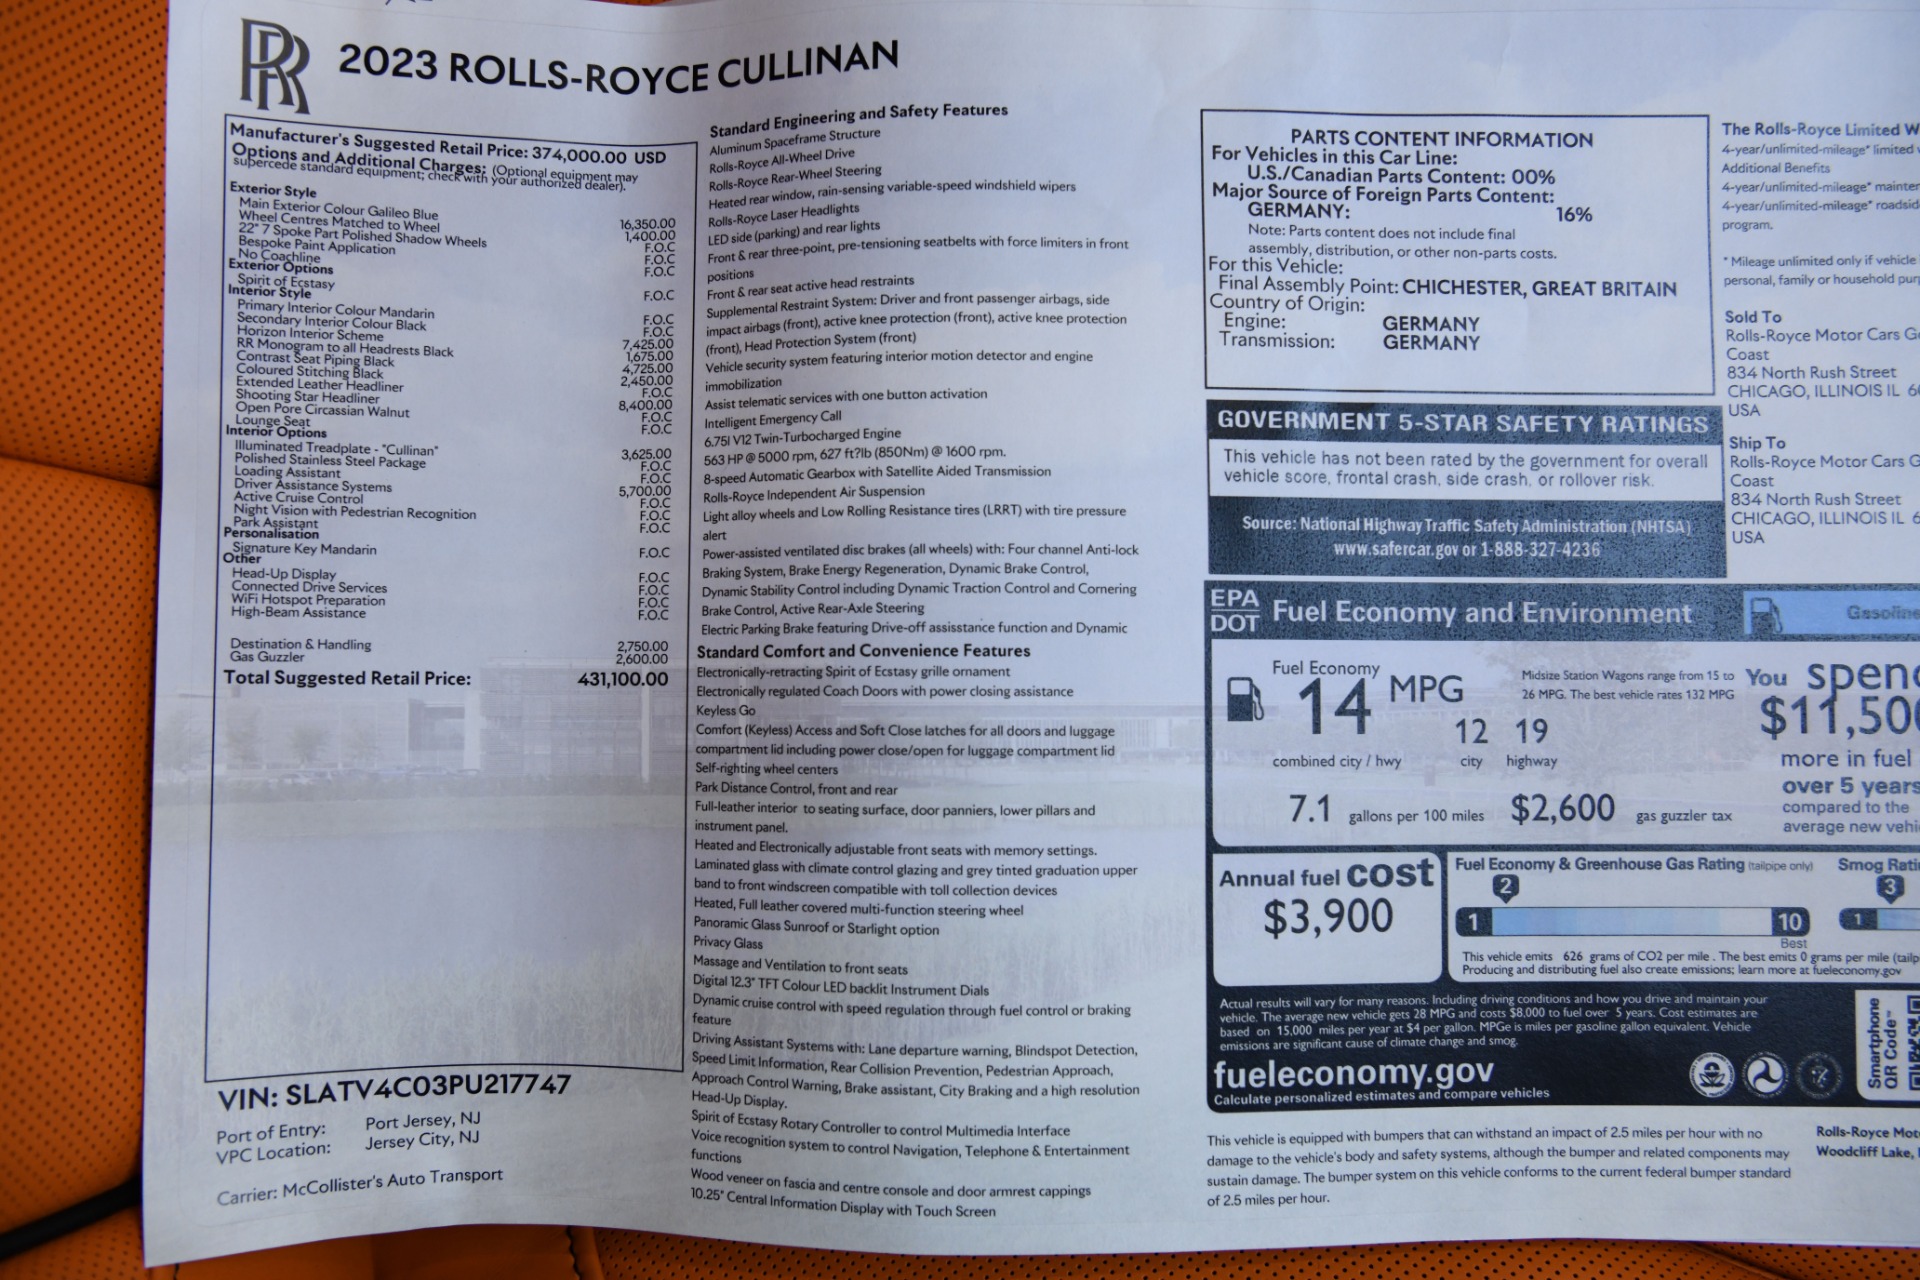 RR
2023 ROLLS-ROYCE CULLINAN
Manufacturer's Suggested Retail Price: 374,000.00 USD
Options and Additional Charges: (Optional equipment may
supercede standard equipment; check with your authorized dealer).
Exterior Style
Main Exterior Colour Galileo Blue 16,350.00
Wheel Centres Matched to Wheel 1,400.00
22" 7 Spoke Part Polished Shadow Wheels F.O.C
Bespoke Paint Application F.O.C
No Coachline F.O.C
Exterior Options
Spirit of Ecstasy F.O.C
Interior Style
Primary Interior Colour Mandarin F.O.C
Secondary Interior Colour Black F.O.C
Horizon Interior Scheme 7,425.00
RR Monogram to all Headrests Black 1,675.00
Contrast Seat Piping Black 4,725.00
Coloured Stitching Black 2,450.00
Extended Leather Headliner F.O.C
Shooting Star Headliner 8,400.00
Open Pore Circassian Walnut F.O.C
Lounge Seat F.O.C
Interior Options
Illuminated Treadplate - "Cullinan" 3,625.00
Polished Stainless Steel Package F.O.C
Loading Assistant F.O.C
Driver Assistance Systems 5,700.00
Active Cruise Control F.O.C
Night Vision with Pedestrian Recognition F.O.C
Park Assistant F.O.C
Personalisation
Signature Key Mandarin F.O.C
Other
Head-Up Display F.O.C
Connected Drive Services F.O.C
WiFi Hotspot Preparation F.O.C
High-Beam Assistance F.O.C
Destination & Handling 2,750.00
Gas Guzzler 2,600.00
Total Suggested Retail Price: 431,100.00
VIN: SLATV4C03PU217747
Port of Entry: Port Jersey, NJ
VPC Location: Jersey City, NJ
Carrier: McCollister's Auto Transport
Standard Engineering and Safety Features
Aluminum Spaceframe Structure
Rolls-Royce All-Wheel Drive
Rolls-Royce Rear-Wheel Steering
Heated rear window, rain-sensing variable-speed windshield wipers
Rolls-Royce Laser Headlights
LED side (parking) and rear lights
Front & rear three-point, pre-tensioning seatbelts with force limiters in front
positions
Front & rear seat active head restraints
Supplemental Restraint System: Driver and front passenger airbags, side
impact airbags (front), active knee protection (front), active knee protection
(front), Head Protection System (front)
Vehicle security system featuring interior motion detector and engine
immobilization
Assist telematic services with one button activation
Intelligent Emergency Call
6.75l V12 Twin-Turbocharged Engine
563 HP @ 5000 rpm, 627 ft?lb (850Nm) @ 1600 rpm.
8-speed Automatic Gearbox with Satellite Aided Transmission
Rolls-Royce Independent Air Suspension
Light alloy wheels and Low Rolling Resistance tires (LRRT) with tire pressure
alert
Power-assisted ventilated disc brakes (all wheels) with: Four channel Anti-lock
Braking System, Brake Energy Regeneration, Dynamic Brake Control,
Dynamic Stability Control including Dynamic Traction Control and Cornering
Brake Control, Active Rear-Axle Steering
Electric Parking Brake featuring Drive-off assisstance function and Dynamic
Standard Comfort and Convenience Features
Electronically-retracting Spirit of Ecstasy grille ornament
Electronically regulated Coach Doors with power closing assistance
Keyless Go
Comfort (Keyless) Access and Soft Close latches for all doors and luggage
compartment lid including power close/open for luggage compartment lid
Self-righting wheel centers
Park Distance Control, front and rear
Full-leather interior to seating surface, door panniers, lower pillars and
instrument panel.
Heated and Electronically adjustable front seats with memory settings.
Laminated glass with climate control glazing and grey tinted graduation upper
band to front windscreen compatible with toll collection devices
Heated, Full leather covered multi-function steering wheel
Panoramic Glass Sunroof or Starlight option
Privacy Glass
Massage and Ventilation to front seats
Digital 12.3" TFT Colour LED backlit Instrument Dials
Dynamic cruise control with speed regulation through fuel control or braking
feature
Driving Assistant Systems with: Lane departure warning, Blindspot Detection,
Speed Limit Information, Rear Collision Prevention, Pedestrian Approach,
Approach Control Warning, Brake assistant, City Braking and a high resolution
Head-Up Display.
Spirit of Ecstasy Rotary Controller to control Multimedia Interface
Voice recognition system to control Navigation, Telephone & Entertainment
functions
Wood veneer on fascia and centre console and door armrest cappings
10.25" Central Information Display with Touch Screen
PARTS CONTENT INFORMATION
For Vehicles in this Car Line:
U.S./Canadian Parts Content: 00%
Major Source of Foreign Parts Content:
GERMANY: 16%
Note: Parts content does not include final
assembly, distribution, or other non-parts costs.
For this Vehicle:
Final Assembly Point: CHICHESTER, GREAT BRITAIN
Country of Origin:
Engine: GERMANY
Transmission: GERMANY
GOVERNMENT 5-STAR SAFETY RATINGS
This vehicle has not been rated by the government for overall
vehicle score, frontal crash, side crash, or rollover risk.
Source: National Highway Traffic Safety Administration (NHTSA)
www.safercar.gov or 1-888-327-4236
EPA
DOT Fuel Economy and Environment
Gasoline
Fuel Economy
14 MPG
combined city / hwy
12 city
19 highway
Midsize Station Wagons range from 15 to
26 MPG. The best vehicle rates 132 MPG
7.1 gallons per 100 miles $2,600 gas guzzler tax
You spend
$11,500
more in fuel
over 5 years
compared to the
average new
Annual fuel cost
$3,900
Fuel Economy & Greenhouse Gas Rating (tailpipe only)
2
1 10
Best
Smog
3
1
This vehicle emits 626 grams of CO2 per mile . The best emits 0 grams per mile
Producing and distributing fuel also create emissions; learn more at fueleconomy.gov
Actual results will vary for many reasons. Including driving conditions and how you drive and maintain your
vehicle. The average new vehicle gets 28 MPG and costs $8,000 to fuel over 5 years. Cost estimates are
based on 15,000 miles per year at $4 per gallon. MPGe is miles per gasoline gallon equivalent. Vehicle
emissions are significant cause of climate change and smog.
fueleconomy.gov
Calculate personalized estimates and compare vehicles
Smartphone
QR Code™
This vehicle is equipped with bumpers that can withstand an impact of 2.5 miles per hour with no
damage to the vehicle's body and safety systems, although the bumper and related components may
sustain damage. The bumper system on this vehicle conforms to the current federal bumper standard
of 2.5 miles per hour.
The Rolls-Royce Limited
4-year/unlimited-mileage* limited
Additional Benefits
4-year/unlimited-mileage*
4-year/unlimited-mileage*
program.
* Mileage unlimited only if vehicle
personal, family or household
Sold To
Rolls-Royce Motor Cars
Coast
834 North Rush Street
CHICAGO, ILLINOIS IL
USA
Ship To
Rolls-Royce Motor Cars
Coast
834 North Rush Street
CHICAGO, ILLINOIS IL
USA
Rolls-Royce
Woodcliff Lake,